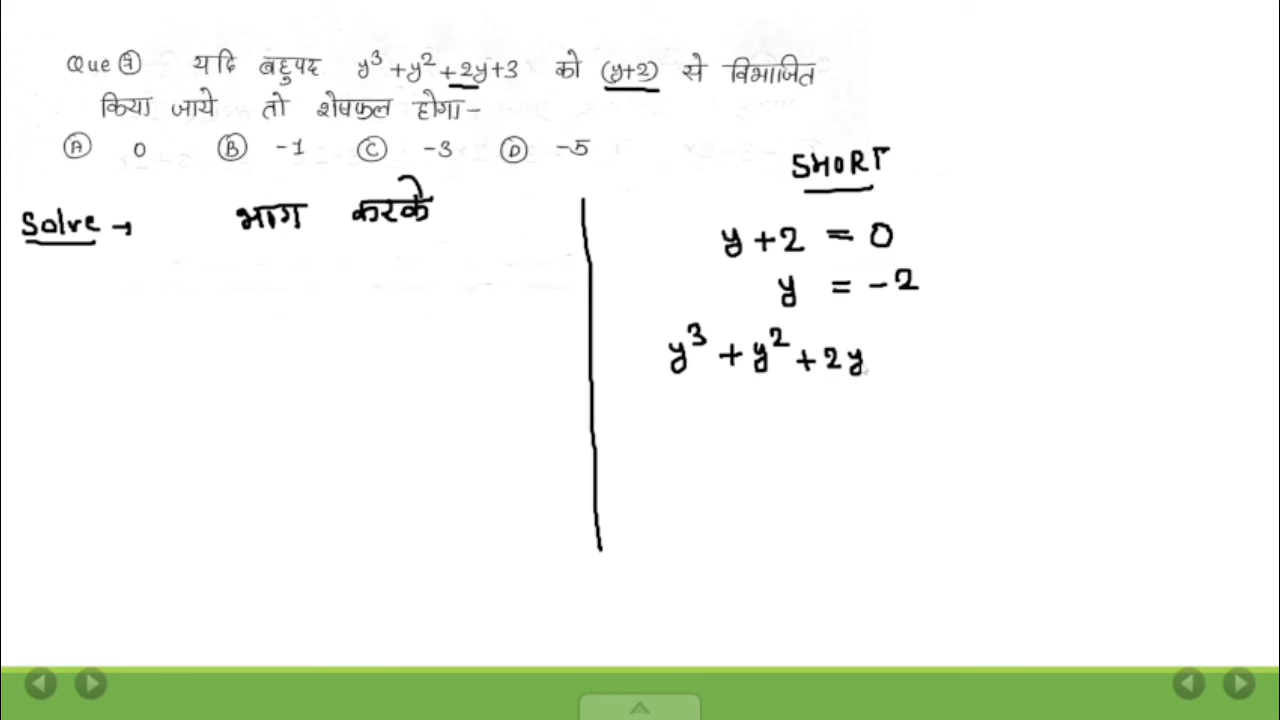 Que ⑦ यदि बहुपद y³ + y² + 2y + 3 को (y+2) से विभाजित
किया जाये तो शेषफल होगा -
Ⓐ 0 Ⓑ -1 Ⓒ -3 Ⓓ -5
Solve → भाग करके
SHORT
y + 2 = 0
y = -2
y³ + y² + 2y